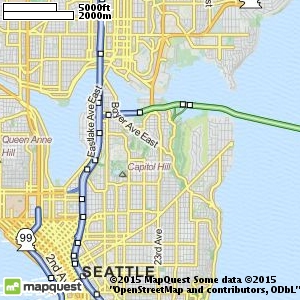 5000ft
2000m
Eastlake Ave East
Boyer Ave East
Queen Anne
Hill
Capitol Hill
23rd Ave
99
2nd Av
SEATTLE
mapquest
©2015 MapQuest Some data ©2015
"OpenStreetMap and contributors, ODbL"